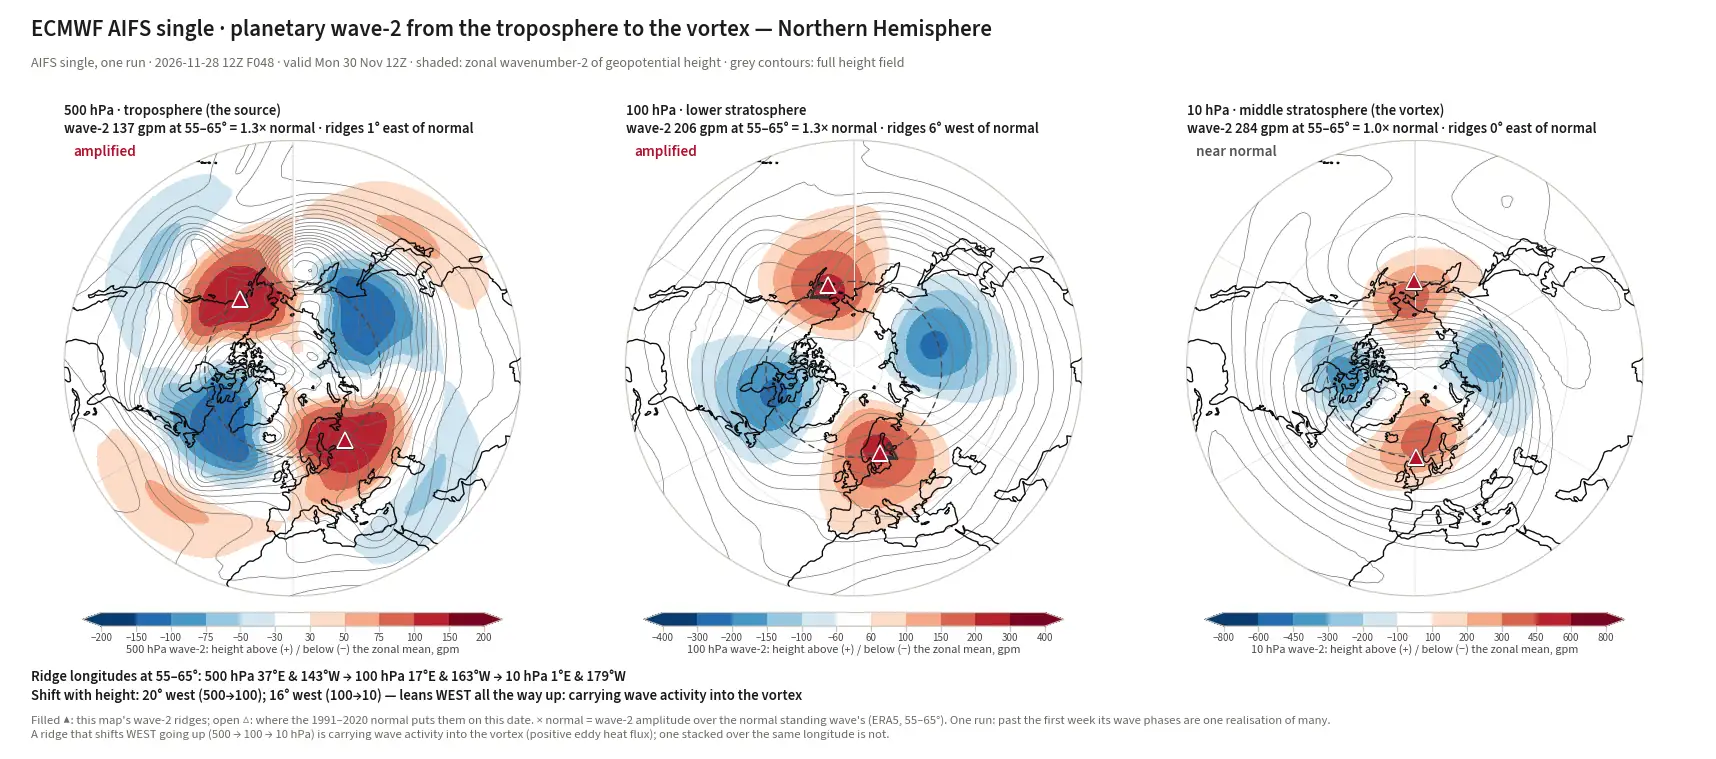 ECMWF AIFS single · planetary wave-2 from the troposphere to the vortex — Northern Hemisphere
AIFS single, one run · 2026-11-28 12Z F048 · valid Mon 30 Nov 12Z · shaded: zonal wavenumber-2 of geopotential height · grey contours: full height field
500 hPa · troposphere (the source)
wave-2 137 gpm at 55–65° = 1.3× normal · ridges 1° east of normal
amplified
100 hPa · lower stratosphere
wave-2 206 gpm at 55–65° = 1.3× normal · ridges 6° west of normal
amplified
10 hPa · middle stratosphere (the vortex)
wave-2 284 gpm at 55–65° = 1.0× normal · ridges 0° east of normal
near normal
−200 −150 −100 −75 −50 −30 30 50 75 100 150 200
500 hPa wave-2: height above (+) / below (−) the zonal mean, gpm
−400 −300 −200 −150 −100 −60 60 100 150 200 300 400
100 hPa wave-2: height above (+) / below (−) the zonal mean, gpm
−800 −600 −450 −300 −200 −100 100 200 300 450 600 800
10 hPa wave-2: height above (+) / below (−) the zonal mean, gpm
Ridge longitudes at 55–65°: 500 hPa 37°E & 143°W → 100 hPa 17°E & 163°W → 10 hPa 1°E & 179°W
Shift with height: 20° west (500→100); 16° west (100→10) — leans WEST all the way up: carrying wave activity into the vortex
Filled ▲: this map's wave-2 ridges; open △: where the 1991–2020 normal puts them on this date. × normal = wave-2 amplitude over the normal standing wave's (ERA5, 55–65°). One run: past the first week its wave phases are one realisation of many.
A ridge that shifts WEST going up (500 → 100 → 10 hPa) is carrying wave activity into the vortex (positive eddy heat flux); one stacked over the same longitude is not.